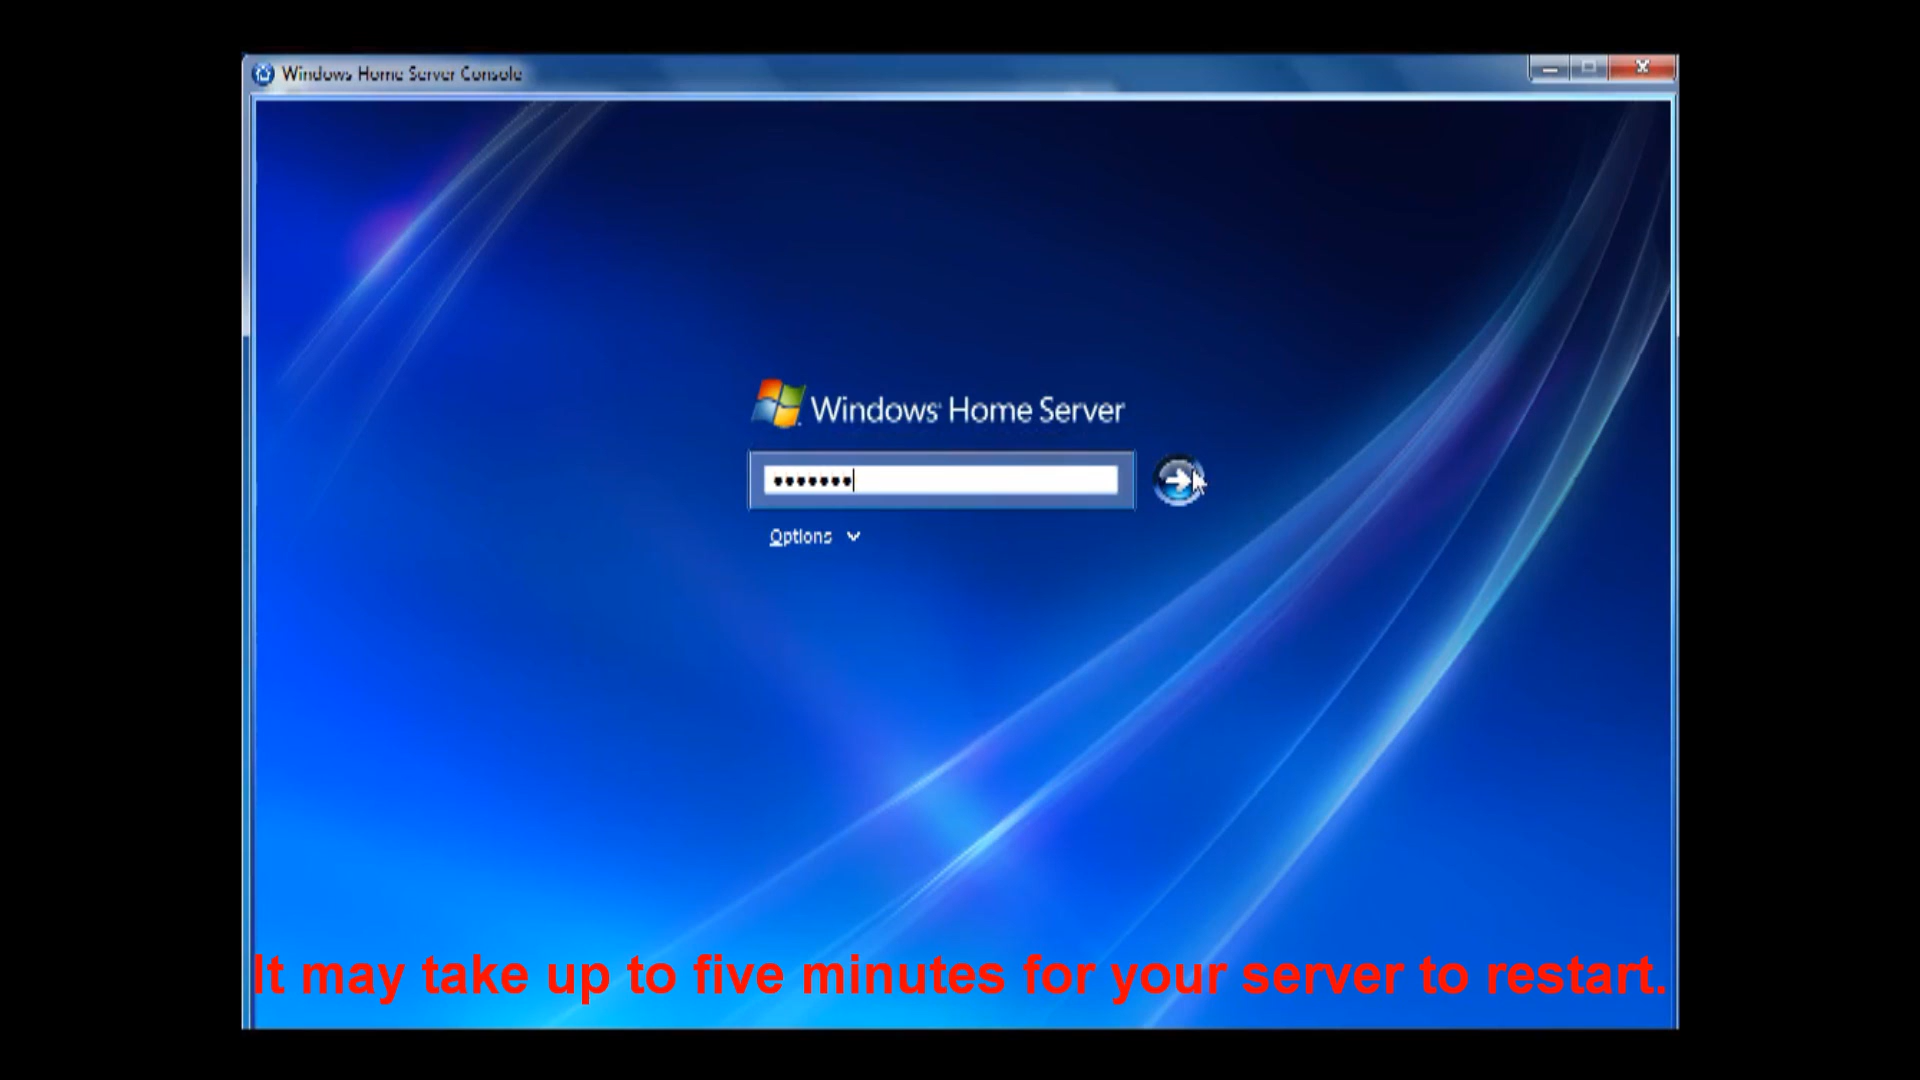 Windows Home Server Console
Windows Home Server
•••••••
Options
It may take up to five minutes for your server to restart.